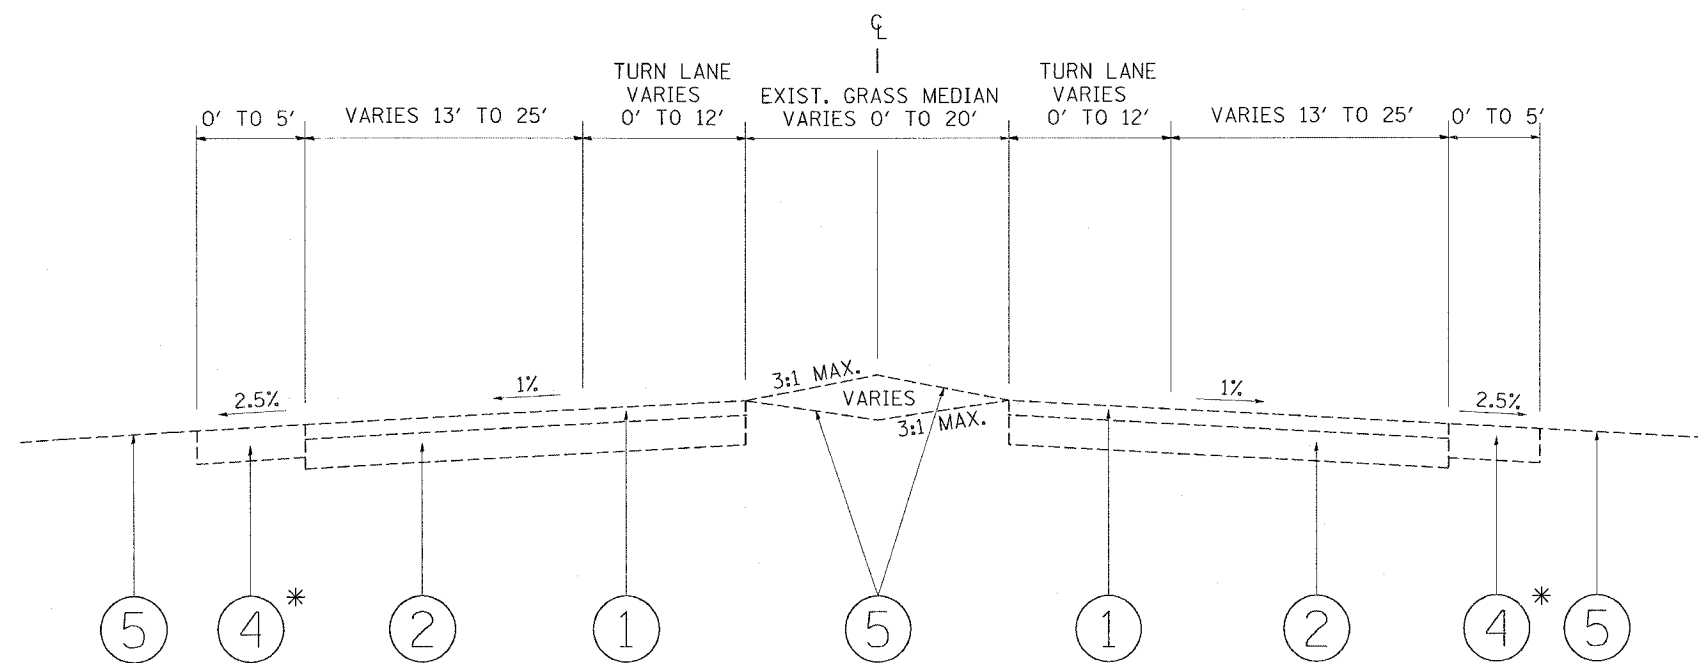 ℄
TURN LANE
VARIES
0' TO 12'
EXIST. GRASS MEDIAN
VARIES 0' TO 20'
TURN LANE
VARIES
0' TO 12'
0' TO 5'
VARIES 13' TO 25'
VARIES 13' TO 25'
0' TO 5'
2.5%
1%
3:1 MAX.
VARIES
3:1 MAX.
1%
2.5%
5
4 *
2
1
5
1
2
4 *
5